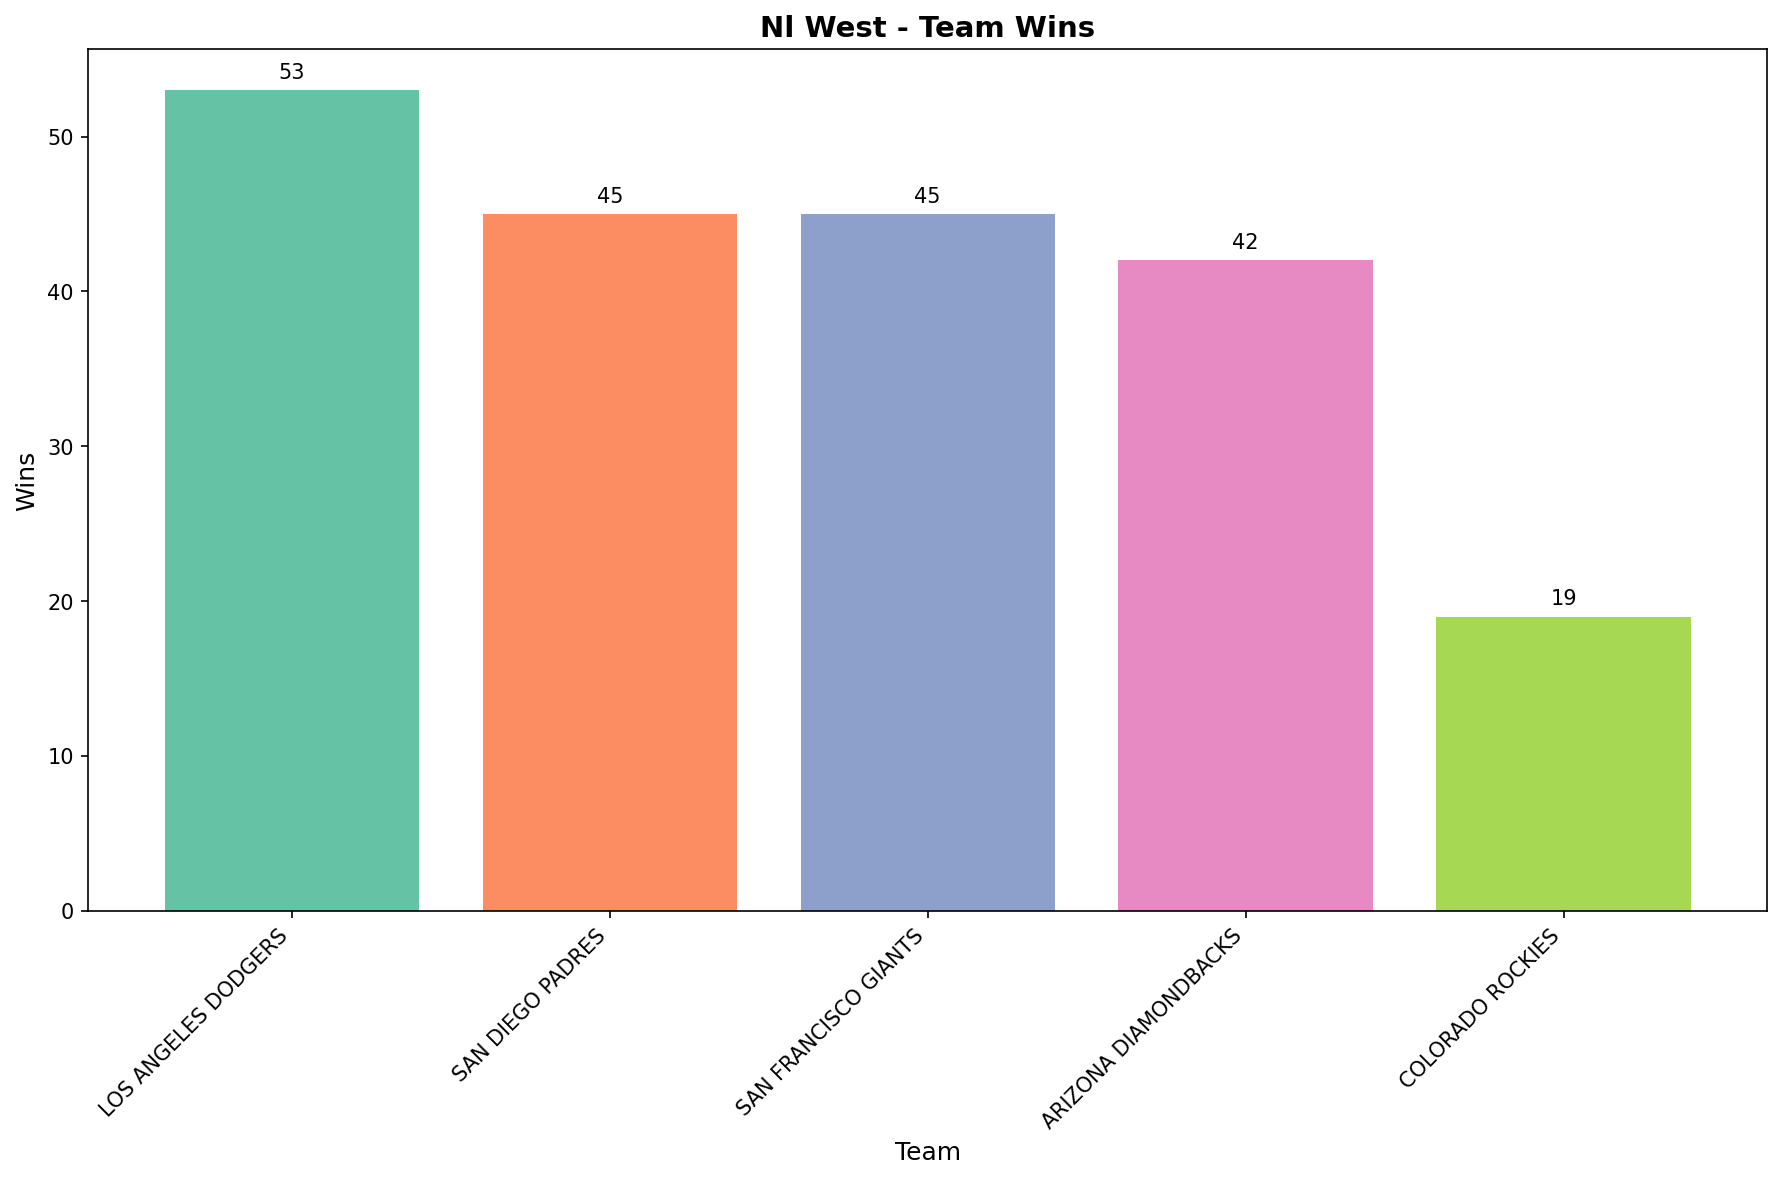 Nl West - Team Wins
53
45
45
42
19
50
40
30
20
10
0
Wins
LOS ANGELES DODGERS
SAN DIEGO PADRES
SAN FRANCISCO GIANTS
ARIZONA DIAMONDBACKS
COLORADO ROCKIES
Team